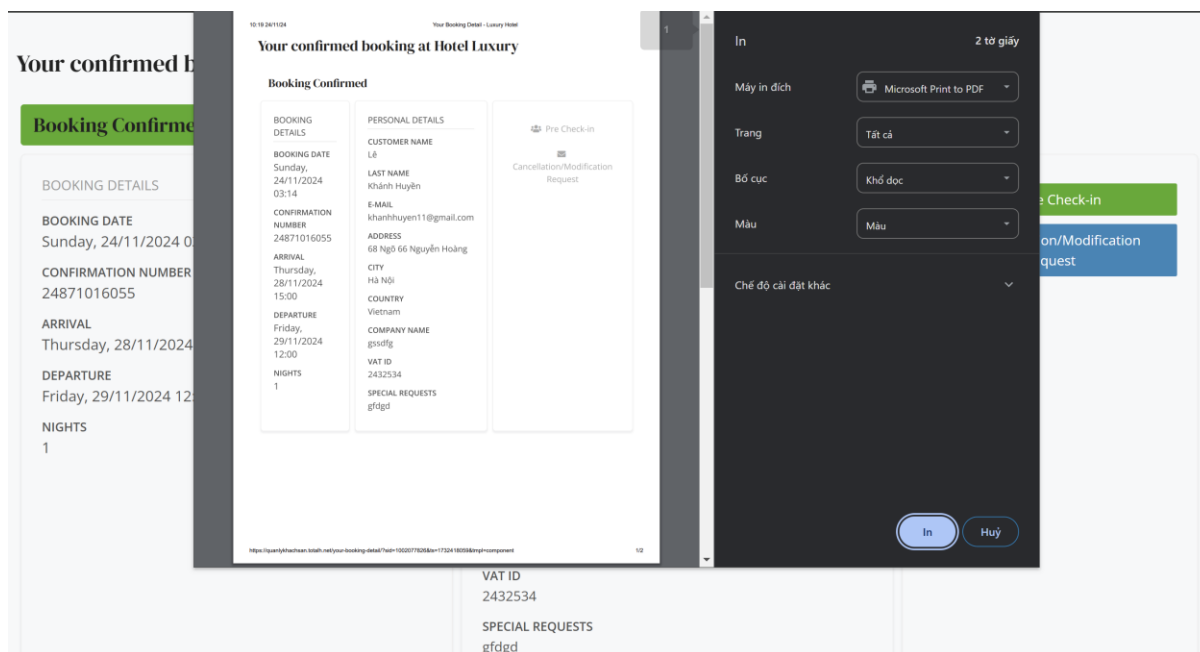 Your confirmed b
Booking Confirme
BOOKING DETAILS
BOOKING DATE
Sunday, 24/11/2024 0
CONFIRMATION NUMBER
24871016055
ARRIVAL
Thursday, 28/11/2024
DEPARTURE
Friday, 29/11/2024 12:
NIGHTS
1
10:19 24/11/24
Your Booking Detail - Luxury Hotel
Your confirmed booking at Hotel Luxury
Booking Confirmed
BOOKING
DETAILS
BOOKING DATE
Sunday,
24/11/2024
03:14
CONFIRMATION
NUMBER
24871016055
ARRIVAL
Thursday,
28/11/2024
15:00
DEPARTURE
Friday,
29/11/2024
12:00
NIGHTS
1
PERSONAL DETAILS
CUSTOMER NAME
Lê
LAST NAME
Khánh Huyền
E-MAIL
khanhhuyen11@gmail.com
ADDRESS
68 Ngõ 66 Nguyễn Hoàng
CITY
Hà Nội
COUNTRY
Vietnam
COMPANY NAME
gssdfg
VAT ID
2432534
SPECIAL REQUESTS
gfdgd
Pre Check-in
Cancellation/Modification
Request
1/2
1
In
2 tờ giấy
Máy in đích
Microsoft Print to PDF
Trang
Tất cả
Bố cục
Khổ dọc
Màu
Màu
Chế độ cài đặt khác
In
Huỷ
e Check-in
on/Modification
quest
VAT ID
2432534
SPECIAL REQUESTS
gfdgd